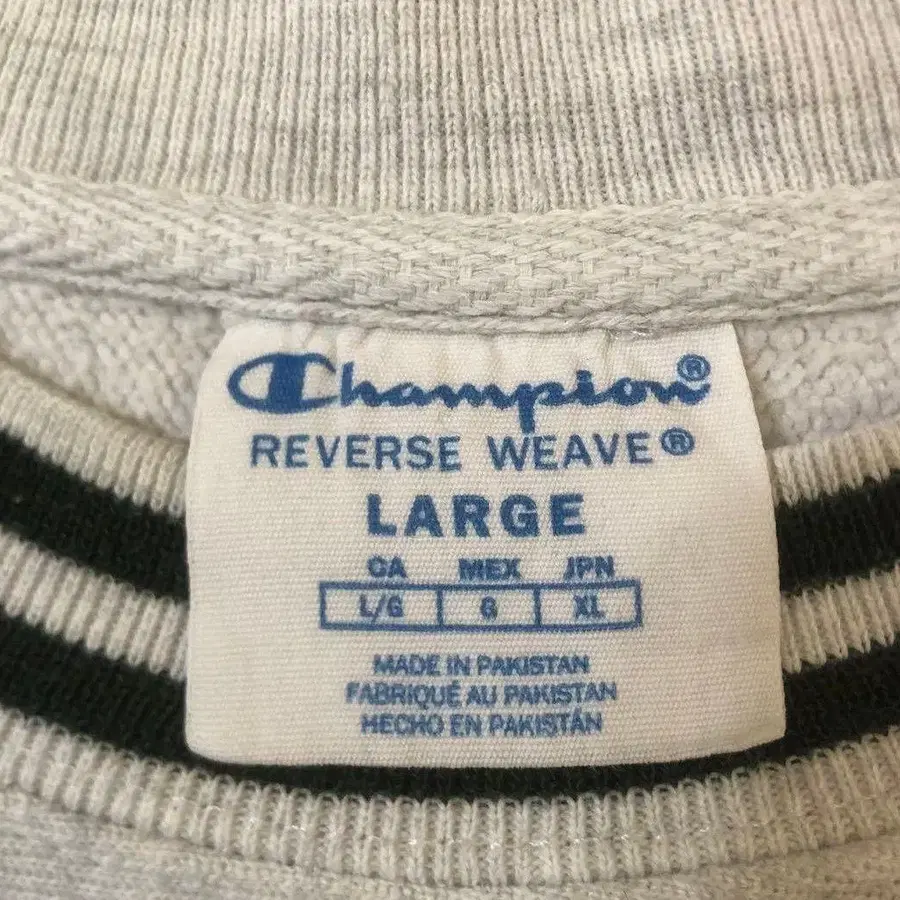 Champion®
REVERSE WEAVE®
LARGE
CA MEX JPN
L/G G XL
MADE IN PAKISTAN
FABRIQUÉ AU PAKISTAN
HECHO EN PAKISTÁN